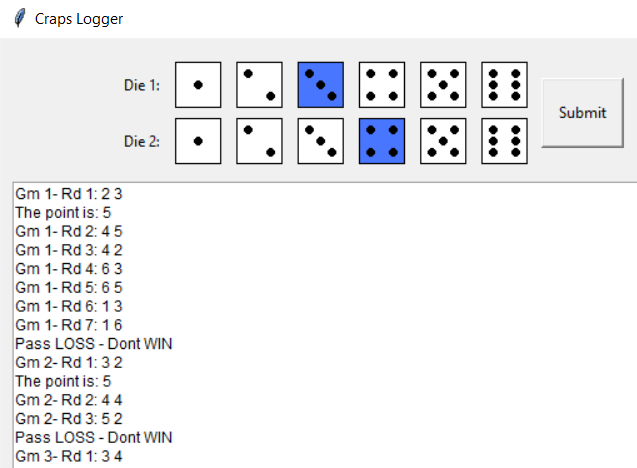 Craps Logger
Die 1:
Submit
Die 2:
Gm 1- Rd 1: 2 3
The point is: 5
Gm 1- Rd 2: 4 5
Gm 1- Rd 3: 4 2
Gm 1- Rd 4: 6 3
Gm 1- Rd 5: 6 5
Gm 1- Rd 6: 1 3
Gm 1- Rd 7: 1 6
Pass LOSS - Dont WIN
Gm 2- Rd 1: 3 2
The point is: 5
Gm 2- Rd 2: 4 4
Gm 2- Rd 3: 5 2
Pass LOSS - Dont WIN
Gm 3- Rd 1: 3 4